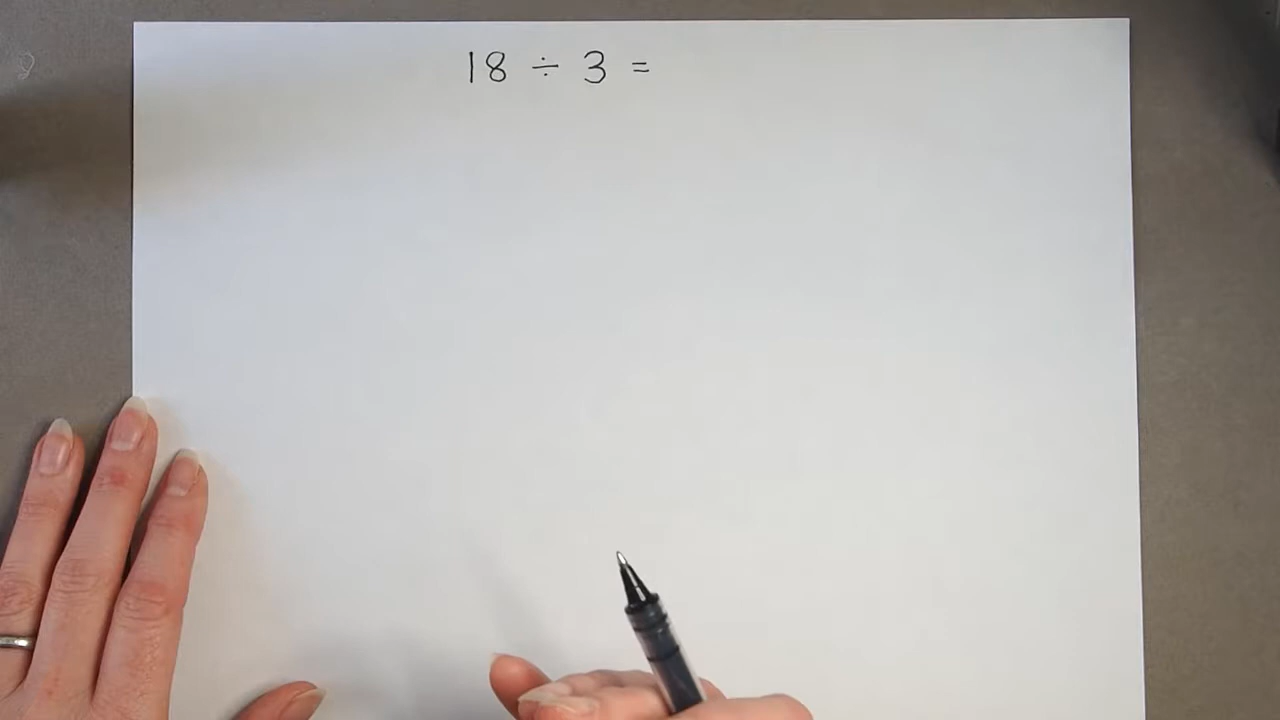 18 ÷ 3 =